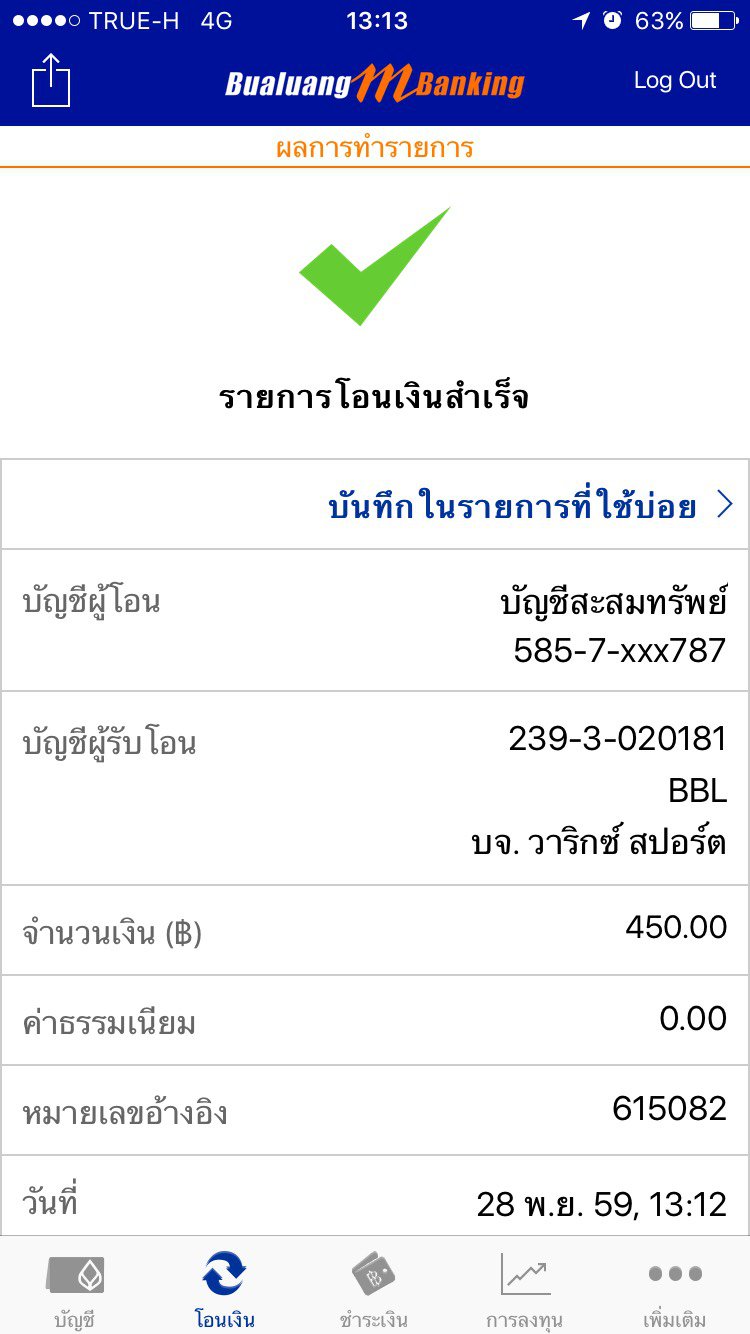 TRUE-H 4G 13:13 63%
Bualuang mBanking Log Out
ผลการทำรายการ
รายการโอนเงินสำเร็จ
บันทึกในรายการที่ใช้บ่อย
บัญชีผู้โอน บัญชีสะสมทรัพย์
585-7-xxx787
บัญชีผู้รับโอน 239-3-020181
BBL
บจ. วาริกซ์ สปอร์ต
จำนวนเงิน (฿) 450.00
ค่าธรรมเนียม 0.00
หมายเลขอ้างอิง 615082
วันที่ 28 พ.ย. 59, 13:12
บัญชี โอนเงิน ชำระเงิน การลงทุน เพิ่มเติม